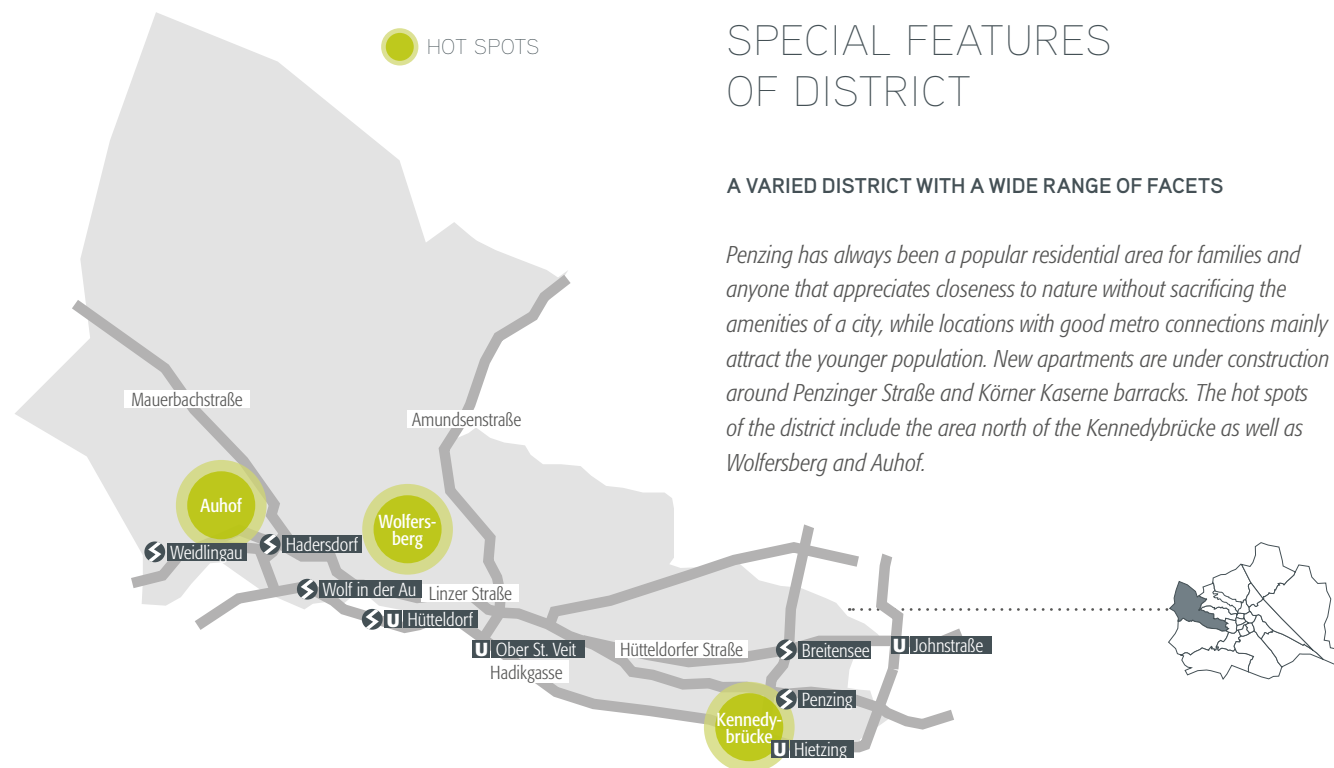 HOT SPOTS
SPECIAL FEATURES
OF DISTRICT
A VARIED DISTRICT WITH A WIDE RANGE OF FACETS
Penzing has always been a popular residential area for families and
anyone that appreciates closeness to nature without sacrificing the
amenities of a city, while locations with good metro connections mainly
attract the younger population. New apartments are under construction
around Penzinger Straße and Körner Kaserne barracks. The hot spots
of the district include the area north of the Kennedybrücke as well as
Wolfersberg and Auhof.
Mauerbachstraße
Amundsenstraße
Auhof
Wolfers-
berg
S Weidlingau
S Hadersdorf
S Wolf in der Au
Linzer Straße
S U Hütteldorf
U Ober St. Veit
Hadikgasse
Hütteldorfer Straße
S Breitensee
U Johnstraße
S Penzing
Kennedy-
brücke
U Hietzing